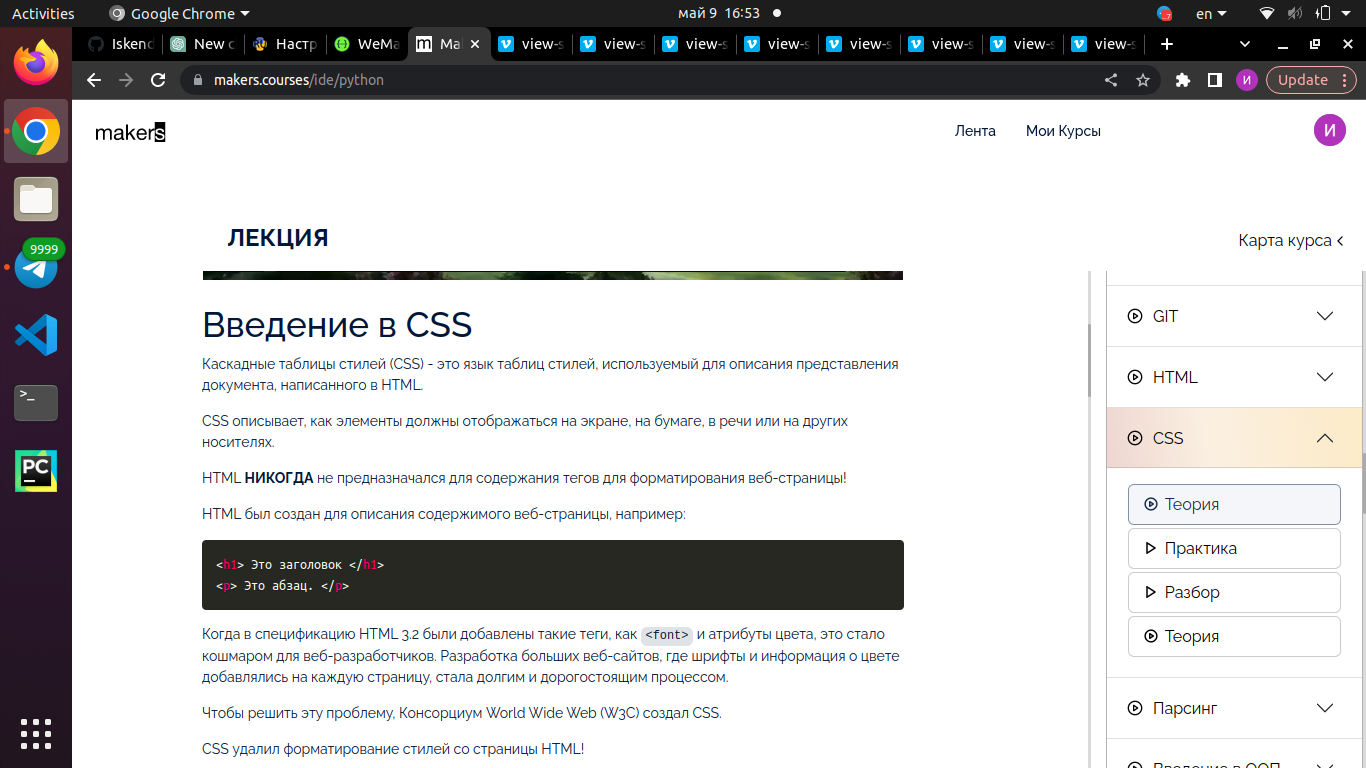 Activities
Google Chrome
май 9 16:53
en
Isken
New c
Настр
WeMa
Ma
view-s
view-s
view-s
view-s
view-s
view-s
view-s
view-s
makers.courses/ide/python
И
Update
makers
Лента
Мои Курсы
И
ЛЕКЦИЯ
Карта курса
9999
Введение в CSS
Каскадные таблицы стилей (CSS) - это язык таблиц стилей, используемый для описания представления
документа, написанного в HTML.
CSS описывает, как элементы должны отображаться на экране, на бумаге, в речи или на других
носителях.
HTML НИКОГДА не предназначался для содержания тегов для форматирования веб-страницы!
HTML был создан для описания содержимого веб-страницы, например:
<h1> Это заголовок </h1>
<p> Это абзац. </p>
Когда в спецификацию HTML 3.2 были добавлены такие теги, как <font> и атрибуты цвета, это стало
кошмаром для веб-разработчиков. Разработка больших веб-сайтов, где шрифты и информация о цвете
добавлялись на каждую страницу, стала долгим и дорогостоящим процессом.
Чтобы решить эту проблему, Консорциум World Wide Web (W3C) создал CSS.
CSS удалил форматирование стилей со страницы HTML!
GIT
HTML
CSS
Теория
Практика
Разбор
Теория
Парсинг
Введение в ООП
>_
PC